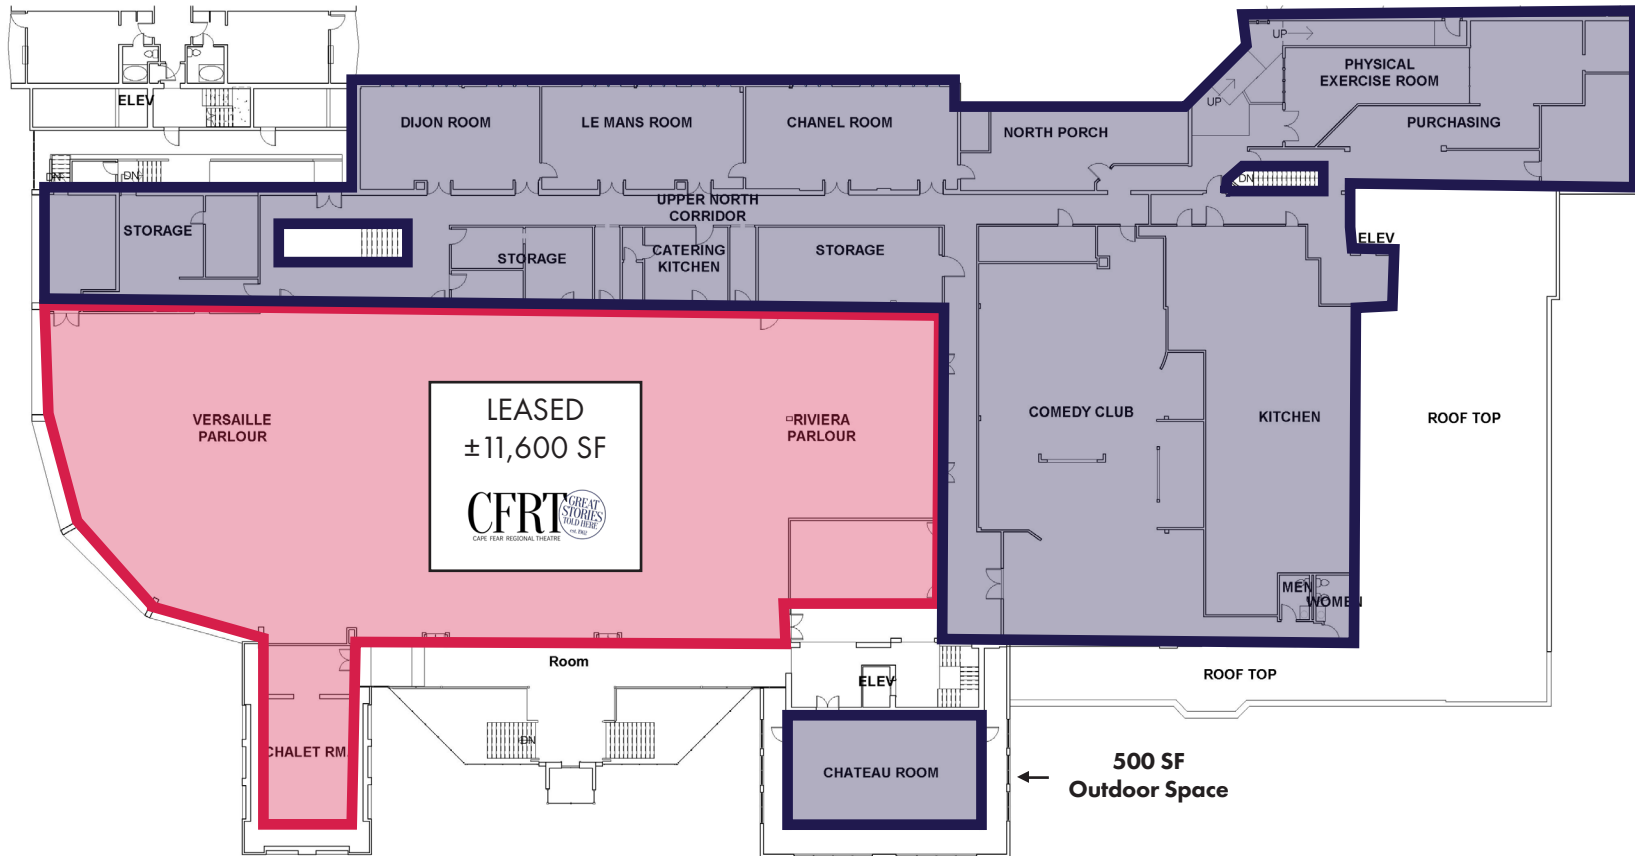 UP
PHYSICAL
EXERCISE ROOM
ELEV
UP
DIJON ROOM
LE MANS ROOM
CHANEL ROOM
NORTH PORCH
PURCHASING
DN
DN
DN
UPPER NORTH
CORRIDOR
STORAGE
ELEV
STORAGE
CATERING
KITCHEN
STORAGE
LEASED
±11,600 SF
CFRT
CAPE FEAR REGIONAL THEATRE
GREAT
STORIES
TOLD HERE
est. 1962
VERSAILLE
PARLOUR
RIVIERA
PARLOUR
COMEDY CLUB
KITCHEN
ROOF TOP
MEN
WOMEN
Room
ELEV
ROOF TOP
DN
CHALET RM.
CHATEAU ROOM
500 SF
Outdoor Space